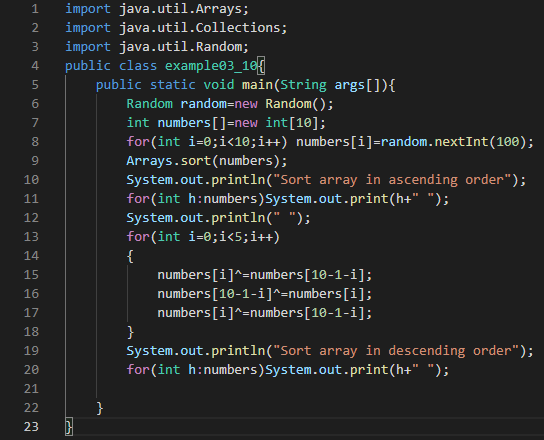 1 import java.util.Arrays;
2 import java.util.Collections;
3 import java.util.Random;
4 public class example03_10{
5     public static void main(String args[]){
6         Random random=new Random();
7         int numbers[]=new int[10];
8         for(int i=0;i<10;i++) numbers[i]=random.nextInt(100);
9         Arrays.sort(numbers);
10         System.out.println("Sort array in ascending order");
11         for(int h:numbers)System.out.print(h+" ");
12         System.out.println(" ");
13         for(int i=0;i<5;i++)
14         {
15             numbers[i]^=numbers[10-1-i];
16             numbers[10-1-i]^=numbers[i];
17             numbers[i]^=numbers[10-1-i];
18         }
19         System.out.println("Sort array in descending order");
20         for(int h:numbers)System.out.print(h+" ");
21
22     }
23 }